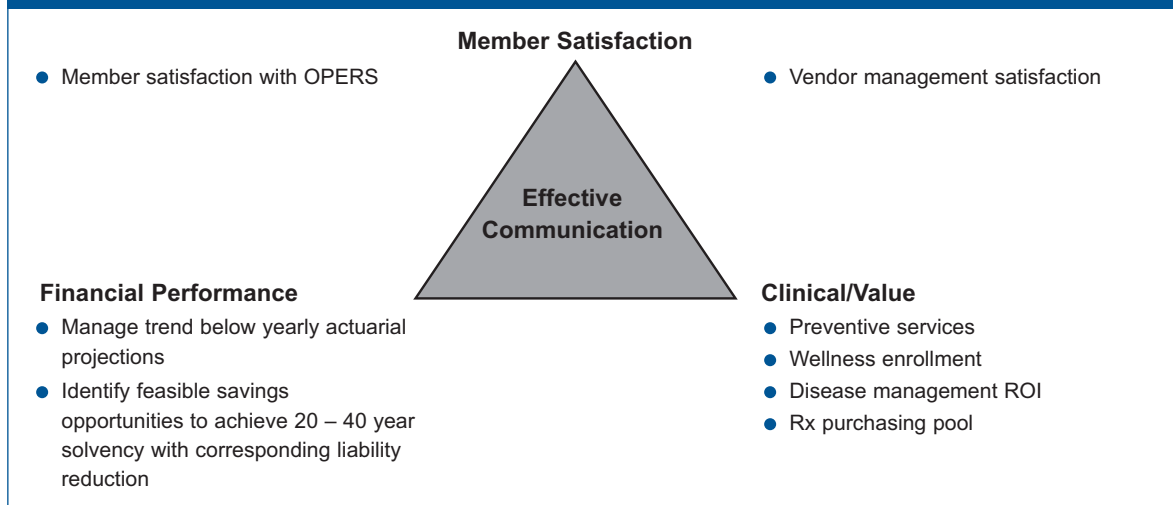 Member Satisfaction
● Member satisfaction with OPERS
● Vendor management satisfaction
Effective
Communication
Financial Performance
● Manage trend below yearly actuarial
projections
● Identify feasible savings
opportunities to achieve 20 – 40 year
solvency with corresponding liability
reduction
Clinical/Value
● Preventive services
● Wellness enrollment
● Disease management ROI
● Rx purchasing pool